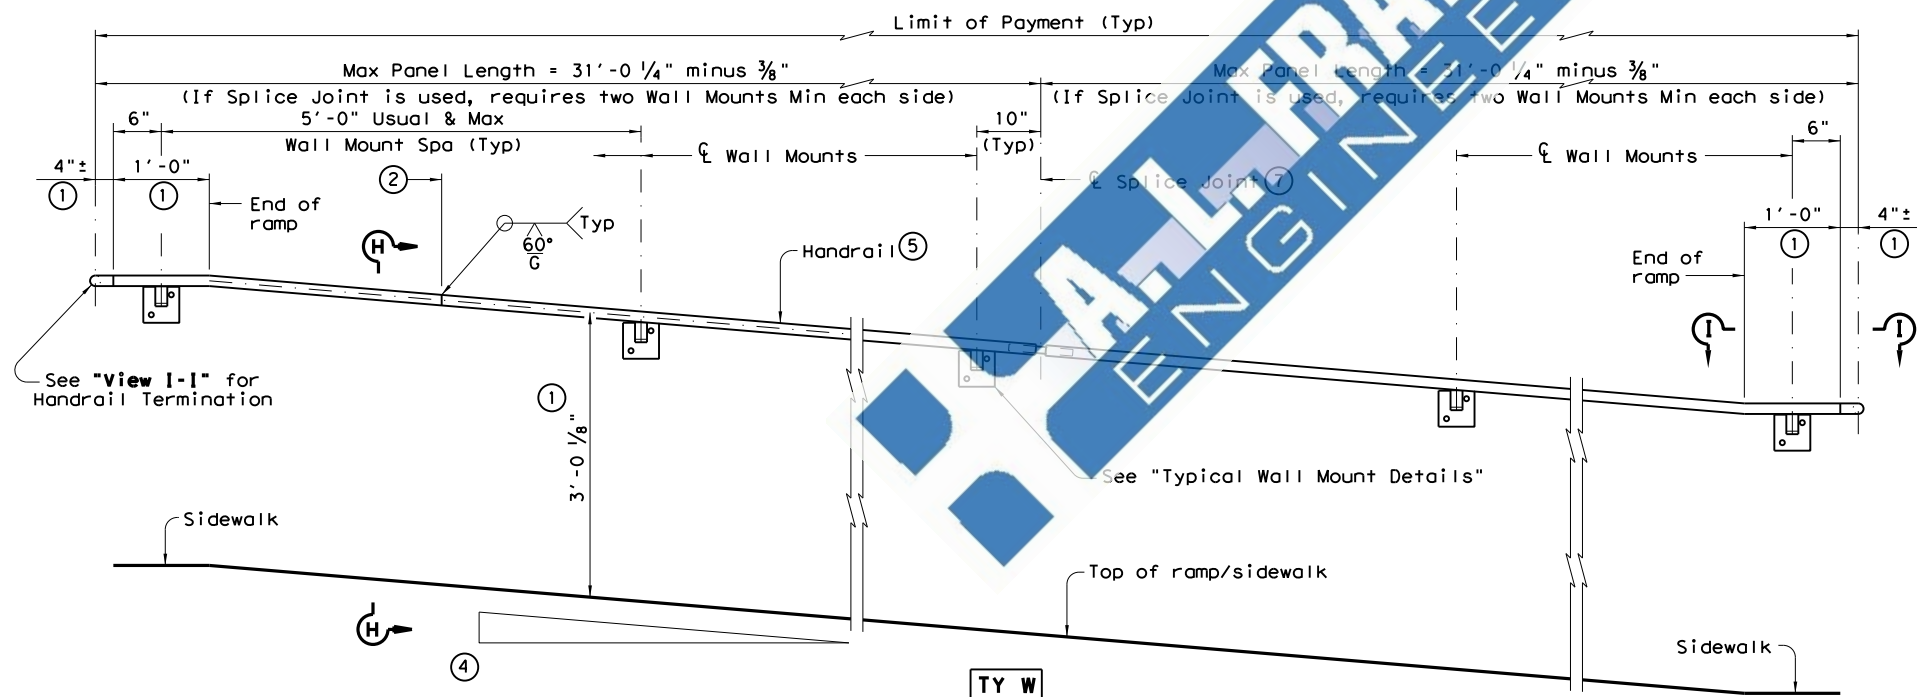 Limit of Payment (Typ)
Max Panel Length = 31'-0 1/4" minus 3/8"
Max Panel Length = 31'-0 1/4" minus 3/8"
(If Splice Joint is used, requires two Wall Mounts Min each side)
(If Splice Joint is used, requires two Wall Mounts Min each side)
6"
5'-0" Usual & Max
Wall Mount Spa (Typ)
10"
(Typ)
6"
℄ Wall Mounts
℄ Wall Mounts
4"±
①
1'-0"
①
②
℄ Splice Joint ⑦
End of
ramp
Typ
60°
G
H
Handrail ⑤
1'-0"
①
4"±
①
End of
ramp
I
I
See "View I-I" for
Handrail Termination
①
3'-0 1/8"
See "Typical Wall Mount Details"
Sidewalk
Top of ramp/sidewalk
H
④
Sidewalk
TY W
A.L.FRA
ENGINEE